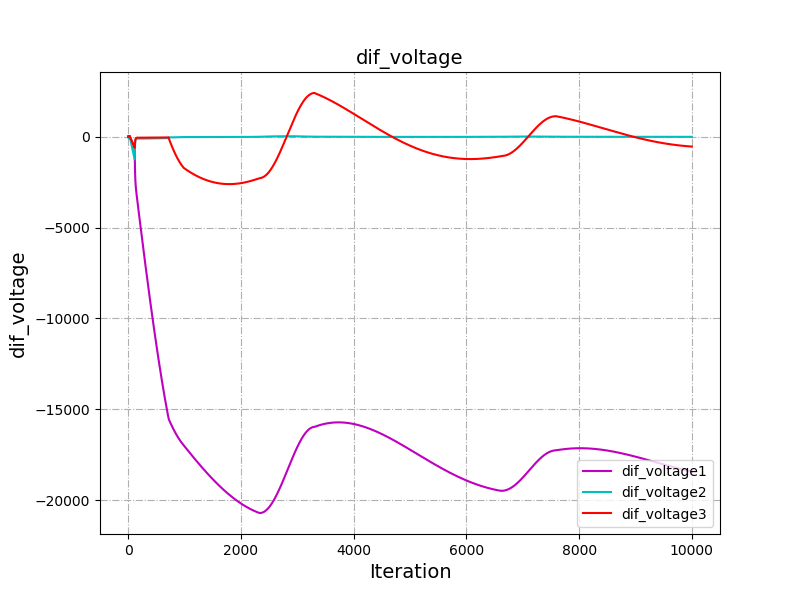 dif_voltage
0
−5000
−10000
−15000
−20000
dif_voltage
0
2000
4000
6000
8000
10000
Iteration
dif_voltage1
dif_voltage2
dif_voltage3